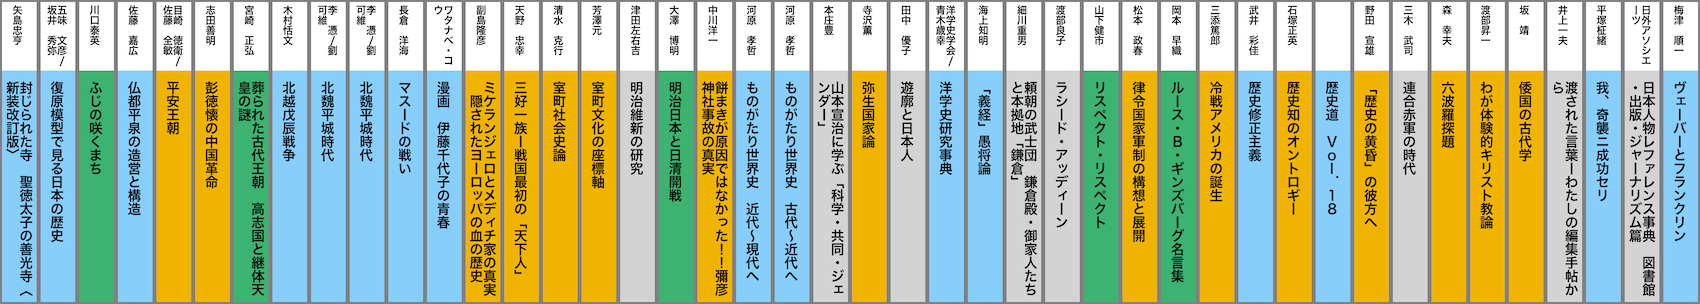 梅津 順一
ヴェーバーとフランクリン
日外アソシエ
ーツ
日本人物レファレンス事典 図書館
・出版・ジャーナリズム篇
平塚柾緒
我、奇襲ニ成功セリ
井上一夫
渡された言葉ーわたしの編集手帖か
ら
坂 靖
倭国の古代学
渡部昇一
わが体験的キリスト教論
森 幸夫
六波羅探題
三木 武司
連合赤軍の時代
野田 宣雄
「歴史の黄昏」の彼方へ
歴史道 Vol.18
石塚正英
歴史知のオントロギー
武井 彩佳
歴史修正主義
三添篤郎
冷戦アメリカの誕生
岡本 早織
ルース・B・ギンズバーグ名言集
松本 政春
律令国家軍制の構想と展開
山下健市
リスペクト・リスペクト
渡部良子
ラシード・アッディーン
細川重男
頼朝の武士団 鎌倉殿・御家人たち
と本拠地「鎌倉」
海上知明
「義経」愚将論
洋学史学会/
青木歳幸
洋学史研究事典
田中 優子
遊廓と日本人
寺沢薫
弥生国家論
本庄豊
山本宣治に学ぶ「科学・共同・ジェ
ンダー」
河原 孝哲
ものがたり世界史 古代~近代へ
河原 孝哲
ものがたり世界史 近代~現代へ
中川洋一
餅まきが原因ではなかった!!彌彦
神社事故の真実
大澤 博明
明治日本と日清開戦
津田左右吉
明治維新の研究
芳澤元
室町文化の座標軸
清水 克行
室町社会史論
天野 忠幸
三好一族ー戦国最初の「天下人」
副島隆彦
ミケランジェロとメディチ家の真実
隠されたヨーロッパの血の歴史
ワタナベ・コ
ウ
漫画 伊藤千代子の青春
長倉 洋海
マスードの戦い
李 憑/劉
可維
北魏平城時代
李 憑/劉
可維
北魏平城時代
木村悟文
北越戊辰戦争
宮崎 正弘
葬られた古代王朝 高志国と継体天
皇の謎
志田善明
彭徳懐の中国革命
目崎 徳衛/
佐藤 全敏
平安王朝
佐藤 嘉広
仏都平泉の造営と構造
川口泰英
ふじの咲くまち
五味 文彦/
坂井 秀弥
復原模型で見る日本の歴史
矢島忠亨
封じられた寺 聖徳太子の善光寺〈
新装改訂版〉